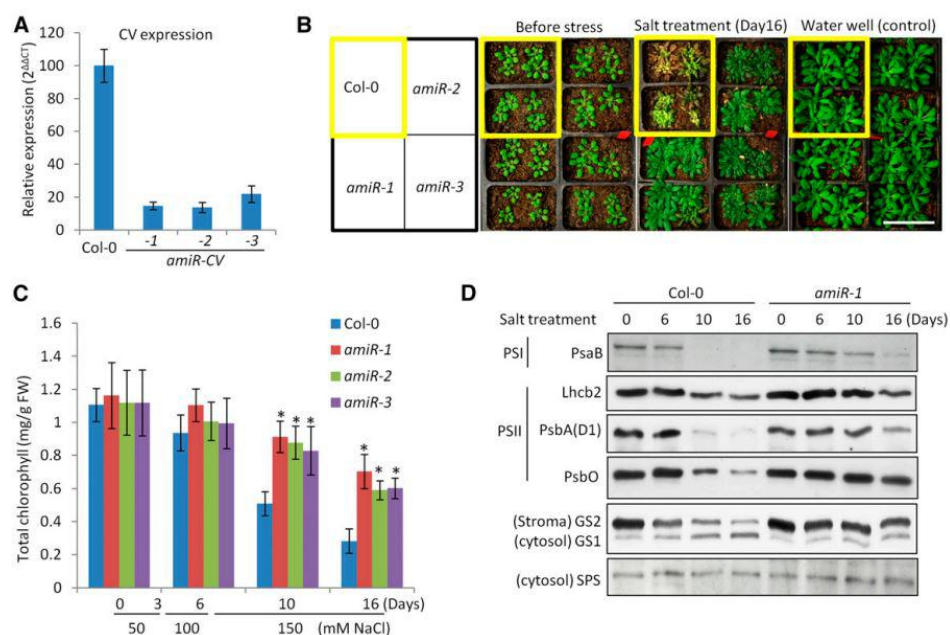 A
CV expression
Relative expression (2^ΔΔCT)
120
100
80
60
40
20
0
Col-0 -1 -2 -3
amiR-CV
B
Before stress Salt treatment (Day16) Water well (control)
Col-0 amiR-2
amiR-1 amiR-3
C
Total chlorophyll (mg/g FW)
1.6
1.4
1.2
1
0.8
0.6
0.4
0.2
0
Col-0
amiR-1
amiR-2
amiR-3
* * *
* * *
0 3 6 10 16 (Days)
50 100 150 (mM NaCl)
D
Col-0 amiR-1
Salt treatment 0 6 10 16 0 6 10 16 (Days)
PSI PsaB
Lhcb2
PSII PsbA(D1)
PsbO
(Stroma) GS2
(cytosol) GS1
(cytosol) SPS